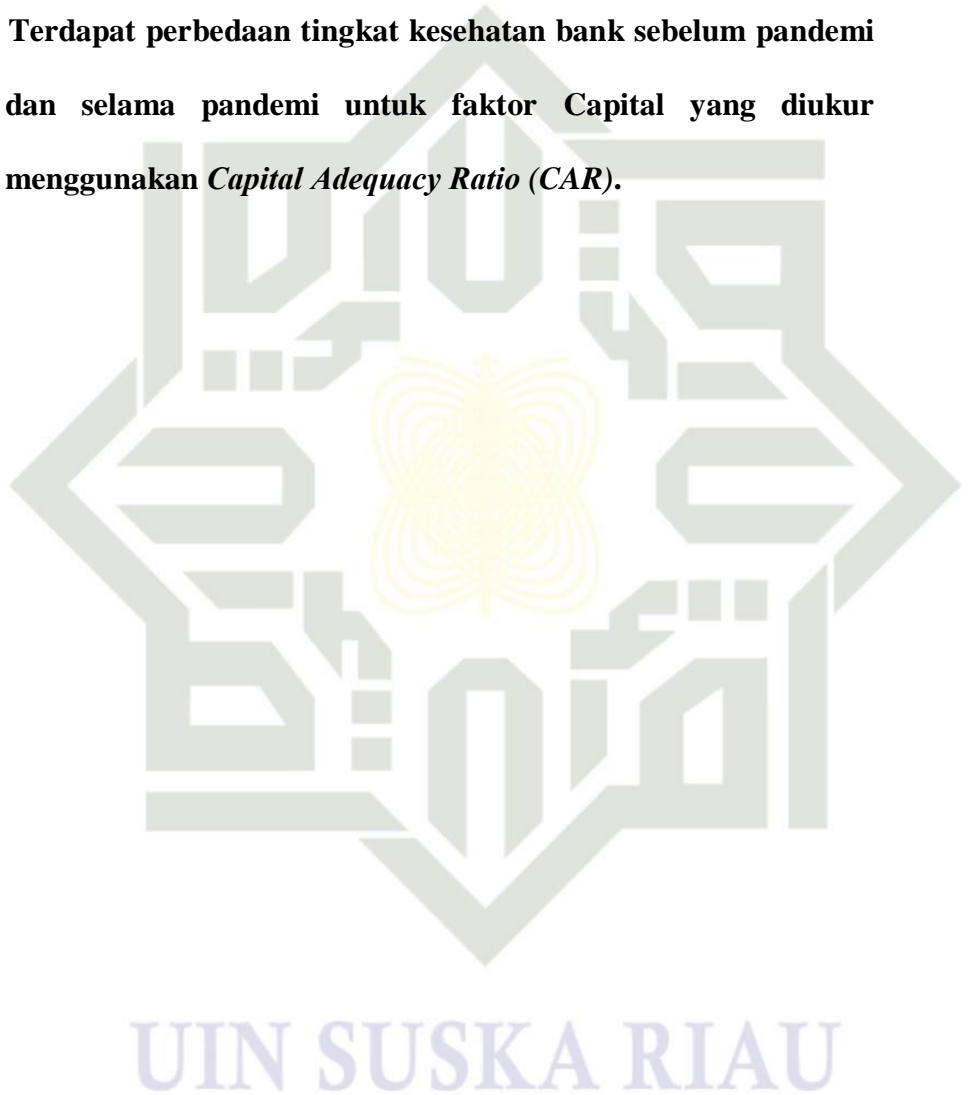 Terdapat perbedaan tingkat kesehatan bank sebelum pandemi
dan selama pandemi untuk faktor Capital yang diukur
menggunakan Capital Adequacy Ratio (CAR).
UIN SUSKA RIAU